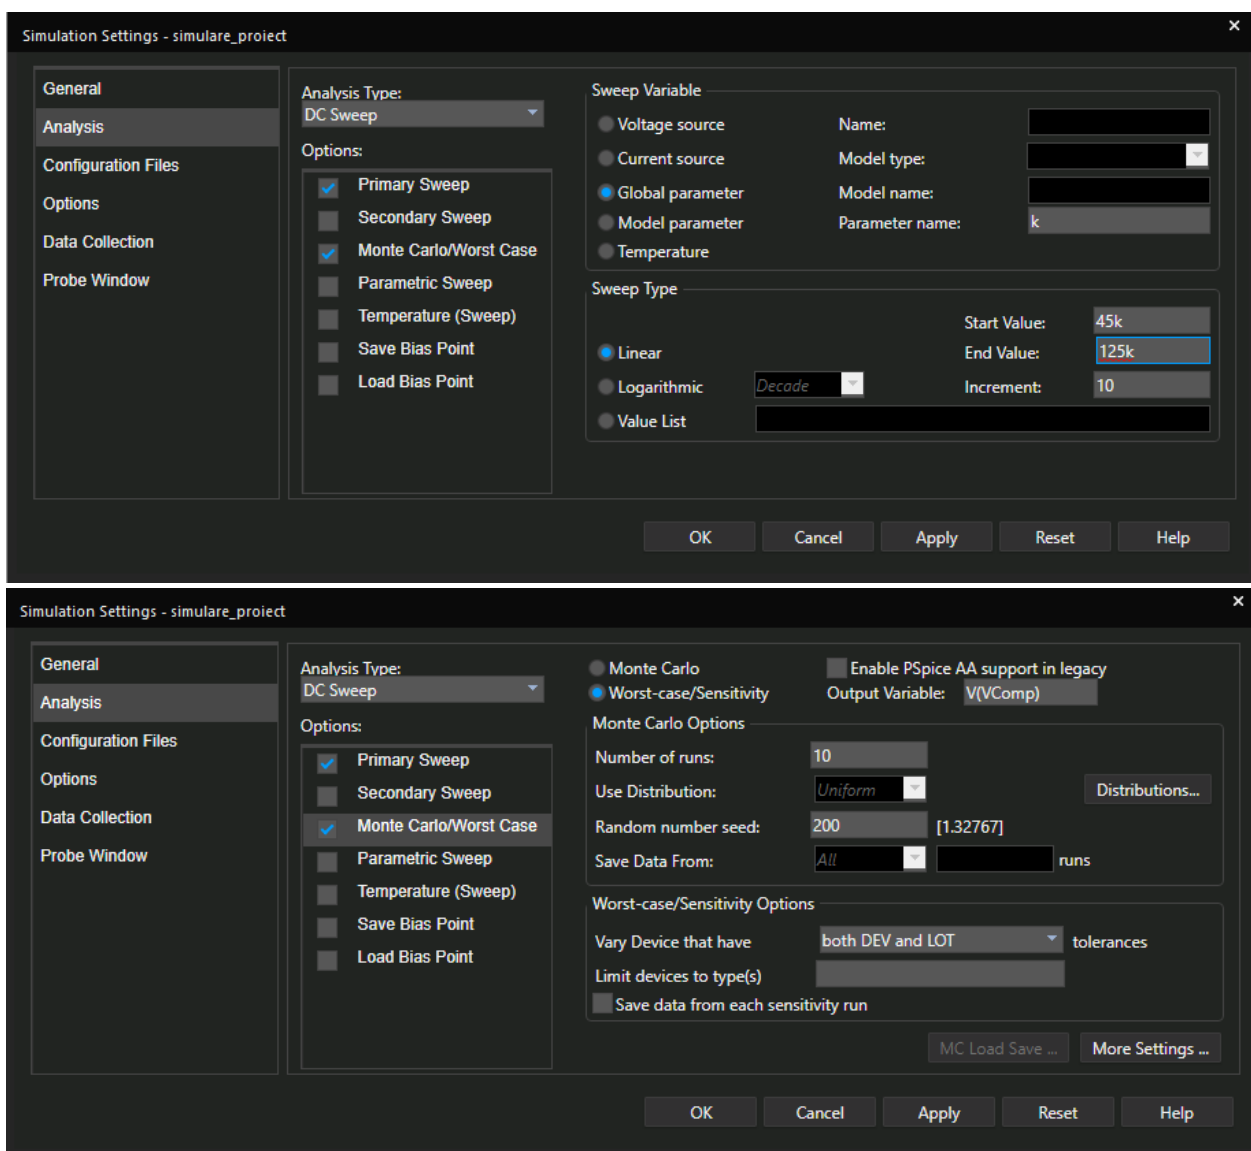 Simulation Settings - simulare_proiect
General
Analysis
Configuration Files
Options
Data Collection
Probe Window
Analysis Type:
DC Sweep
Options:
Primary Sweep
Secondary Sweep
Monte Carlo/Worst Case
Parametric Sweep
Temperature (Sweep)
Save Bias Point
Load Bias Point
Sweep Variable
Voltage source Name:
Current source Model type:
Global parameter Model name:
Model parameter Parameter name: k
Temperature
Sweep Type
Start Value: 45k
Linear End Value: 125k
Logarithmic Decade Increment: 10
Value List
OK Cancel Apply Reset Help
Simulation Settings - simulare_proiect
General
Analysis
Configuration Files
Options
Data Collection
Probe Window
Analysis Type:
DC Sweep
Options:
Primary Sweep
Secondary Sweep
Monte Carlo/Worst Case
Parametric Sweep
Temperature (Sweep)
Save Bias Point
Load Bias Point
Monte Carlo Enable PSpice AA support in legacy
Worst-case/Sensitivity Output Variable: V(VComp)
Monte Carlo Options
Number of runs: 10
Use Distribution: Uniform Distributions...
Random number seed: 200 [1.32767]
Save Data From: All runs
Worst-case/Sensitivity Options
Vary Device that have both DEV and LOT tolerances
Limit devices to type(s)
Save data from each sensitivity run
MC Load Save ... More Settings ...
OK Cancel Apply Reset Help